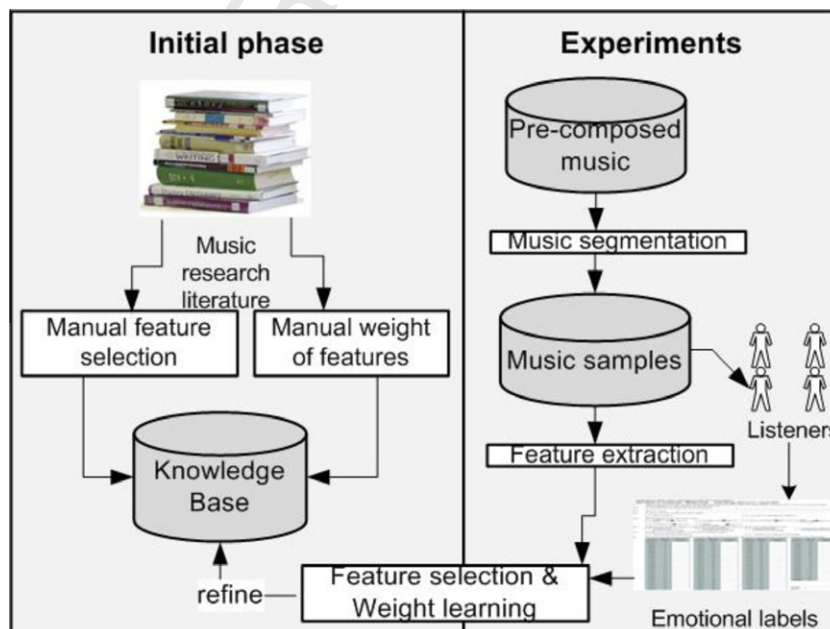 Initial phase
Music
research
literature
Manual feature
selection
Manual weight
of features
Knowledge
Base
refine
Experiments
Pre-composed
music
Music segmentation
Music samples
Listeners
Feature extraction
Feature selection &
Weight learning
Emotional labels